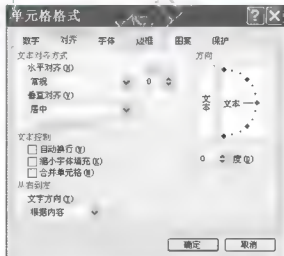 单元格格式
数字 对齐 字体 边框 图案 保护
文本对齐方式 方向
水平对齐(H)
常规 0
垂直对齐(V)
居中
文本 文本
文本控制
自动换行(W)
缩小字体填充(K)
合并单元格(M)
0 度(D)
从右到左
文字方向(T)
根据内容
确定 取消